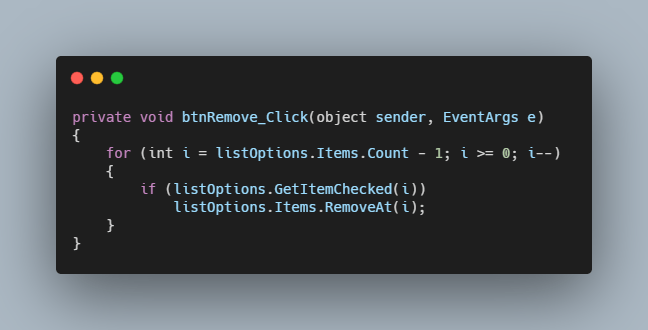 private void btnRemove_Click(object sender, EventArgs e)
{
    for (int i = listOptions.Items.Count - 1; i >= 0; i--)
    {
        if (listOptions.GetItemChecked(i))
            listOptions.Items.RemoveAt(i);
    }
}